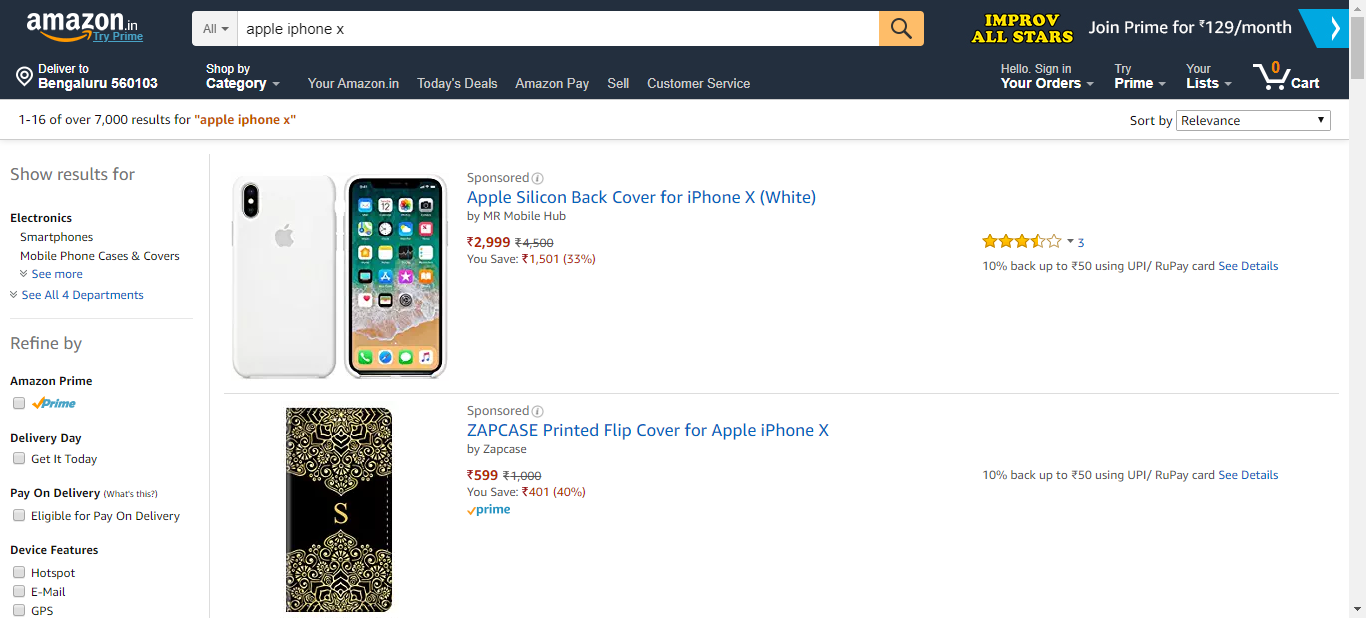 amazon.in
Try Prime
All
apple iphone x
IMPROV
ALL STARS
Join Prime for ₹129/month
Deliver to
Bengaluru 560103
Shop by
Category
Your Amazon.in
Today's Deals
Amazon Pay
Sell
Customer Service
Hello. Sign in
Your Orders
Try
Prime
Your
Lists
0
Cart
1-16 of over 7,000 results for "apple iphone x"
Sort by Relevance
Show results for
Electronics
Smartphones
Mobile Phone Cases & Covers
See more
See All 4 Departments
Refine by
Amazon Prime
Prime
Delivery Day
Get It Today
Pay On Delivery (What's this?)
Eligible for Pay On Delivery
Device Features
Hotspot
E-Mail
GPS
Sponsored
Apple Silicon Back Cover for iPhone X (White)
by MR Mobile Hub
₹2,999 ₹4,500
You Save: ₹1,501 (33%)
3
10% back up to ₹50 using UPI/ RuPay card See Details
Sponsored
ZAPCASE Printed Flip Cover for Apple iPhone X
by Zapcase
₹599 ₹1,000
You Save: ₹401 (40%)
prime
10% back up to ₹50 using UPI/ RuPay card See Details
S